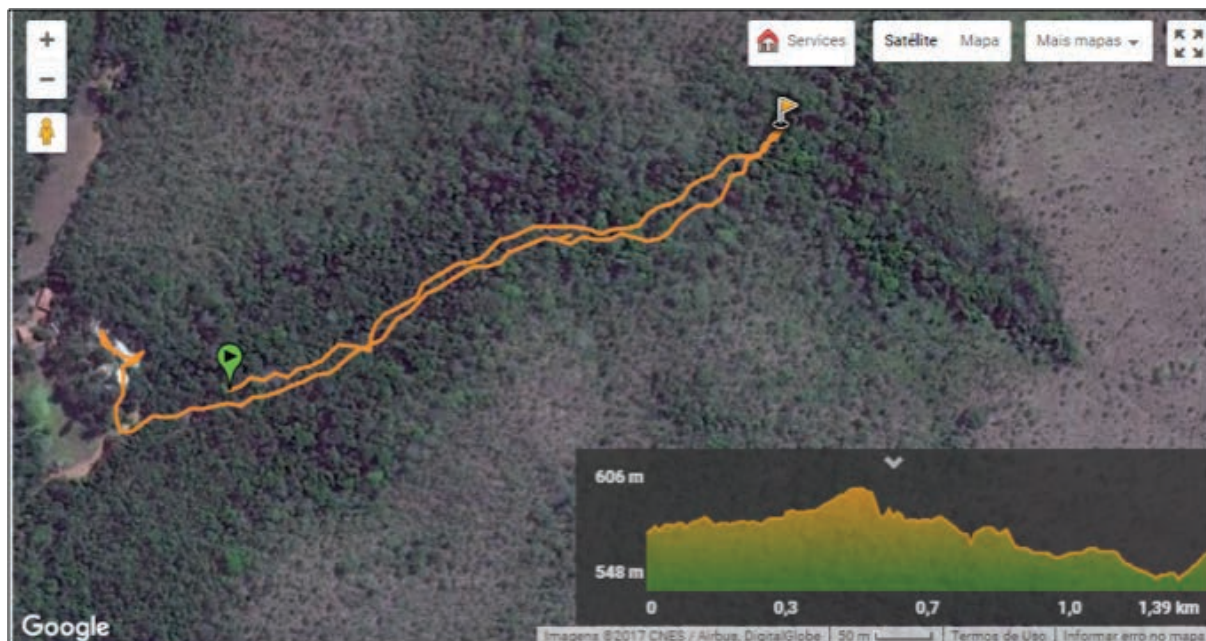 +
−
Services
Satélite Mapa
Mais mapas
606 m
548 m
0 0,3 0,7 1,0 1,39 km
Google
Imagens ©2017 CNES / Airbus, DigitalGlobe 50 m Termos de Uso Informar erro no mapa